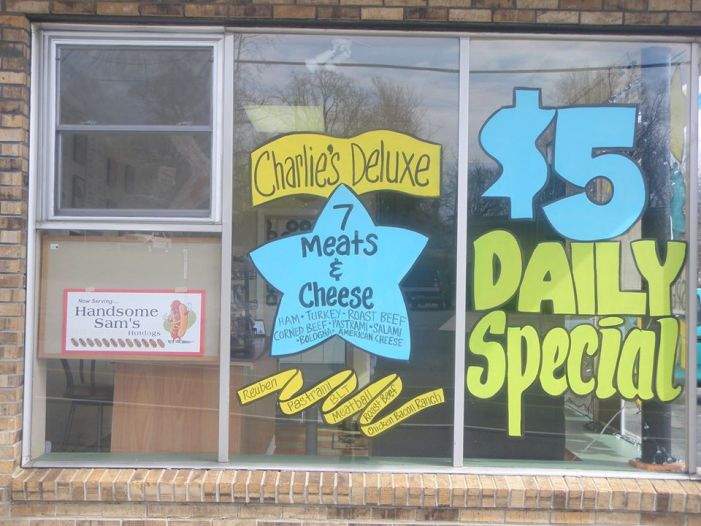 Charlie's Deluxe
7
Meats
&
Cheese
HAM • TURKEY • ROAST BEEF
CORNED BEEF • PASTRAMI • SALAMI
• BOLOGNA • AMERICAN CHEESE
Reuben
Pastrami
BLT
Meatball
Roast Beef
Chicken Bacon Ranch
$5
DAILY
Special
Now Serving...
Handsome
Sam's
Hotdogs